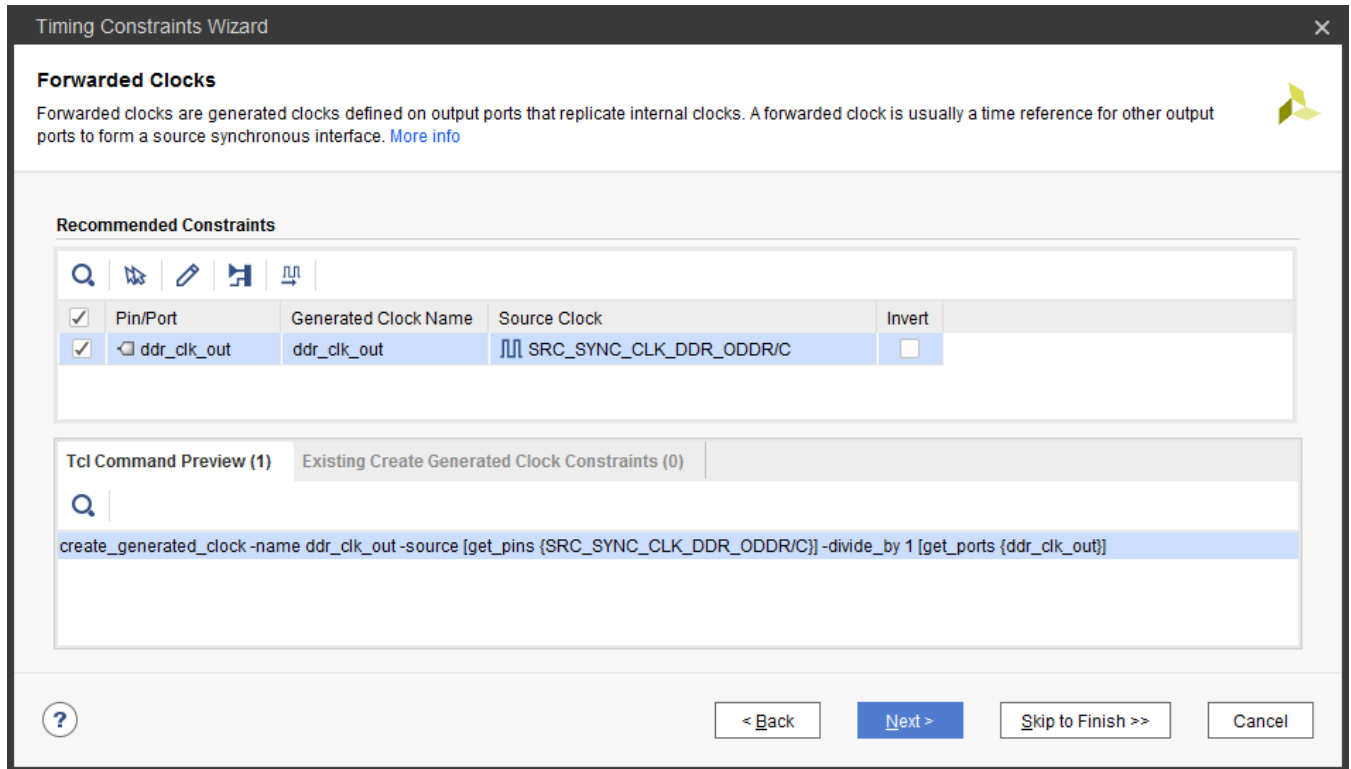 Timing Constraints Wizard
Forwarded Clocks
Forwarded clocks are generated clocks defined on output ports that replicate internal clocks. A forwarded clock is usually a time reference for other output
ports to form a source synchronous interface. More info
Recommended Constraints
Pin/Port Generated Clock Name Source Clock Invert
ddr_clk_out ddr_clk_out SRC_SYNC_CLK_DDR_ODDR/C
Tcl Command Preview (1) Existing Create Generated Clock Constraints (0)
create_generated_clock -name ddr_clk_out -source [get_pins {SRC_SYNC_CLK_DDR_ODDR/C}] -divide_by 1 [get_ports {ddr_clk_out}]
? < Back Next > Skip to Finish >> Cancel